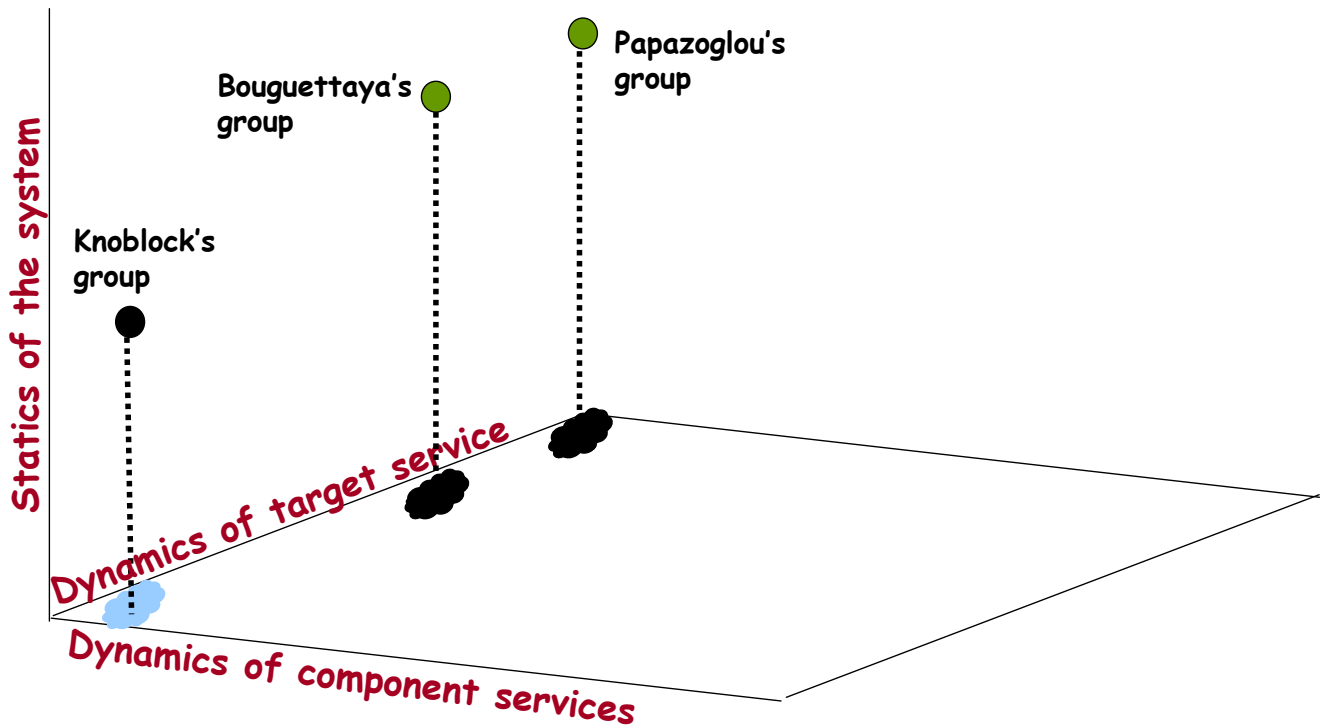 Papazoglou's
group
Bouguettaya's
group
Knoblock's
group
Statics of the system
Dynamics of target service
Dynamics of component services